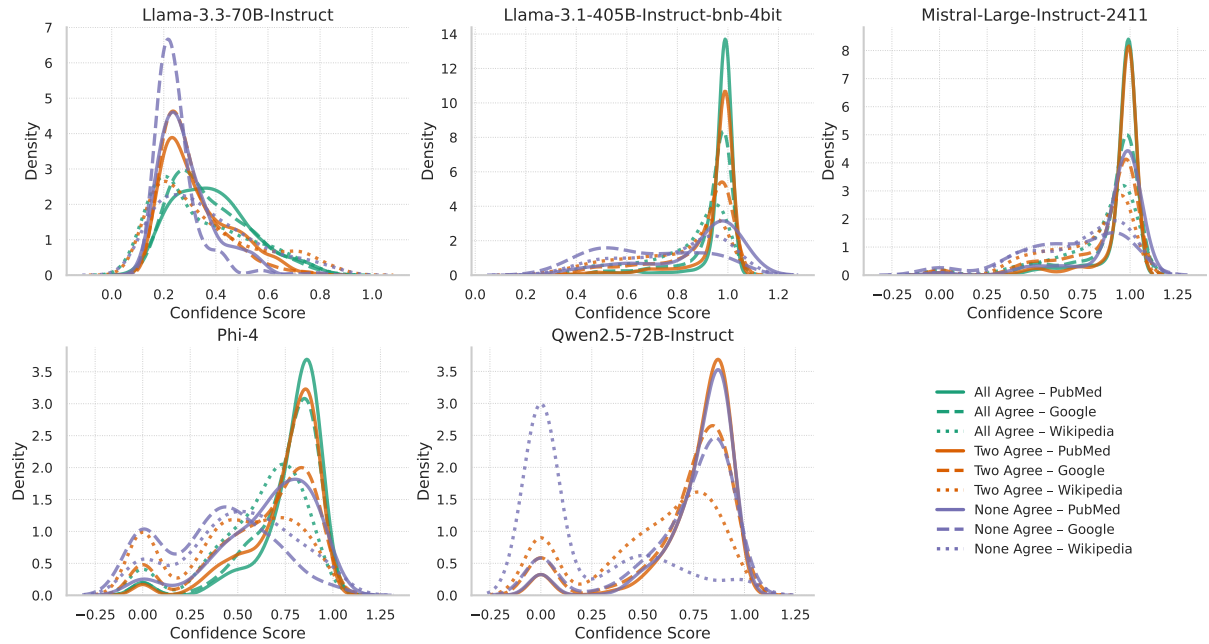 Llama-3.3-70B-Instruct
Llama-3.1-405B-Instruct-bnb-4bit
Mistral-Large-Instruct-2411
7
6
5
4
3
2
1
0
Density
0.0 0.2 0.4 0.6 0.8 1.0
Confidence Score
14
12
10
8
6
4
2
0
Density
0.0 0.2 0.4 0.6 0.8 1.0 1.2
Confidence Score
8
7
6
5
4
3
2
1
0
Density
−0.25 0.00 0.25 0.50 0.75 1.00 1.25
Confidence Score
Phi-4
Qwen2.5-72B-Instruct
3.5
3.0
2.5
2.0
1.5
1.0
0.5
0.0
Density
−0.25 0.00 0.25 0.50 0.75 1.00 1.25
Confidence Score
3.5
3.0
2.5
2.0
1.5
1.0
0.5
0.0
Density
−0.25 0.00 0.25 0.50 0.75 1.00 1.25
Confidence Score
All Agree – PubMed
All Agree – Google
All Agree – Wikipedia
Two Agree – PubMed
Two Agree – Google
Two Agree – Wikipedia
None Agree – PubMed
None Agree – Google
None Agree – Wikipedia